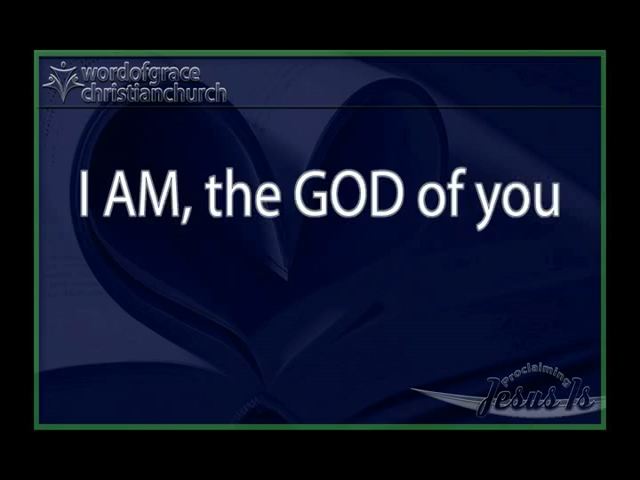 wordofgrace
christianchurch
I AM, the GOD of you
Proclaiming
Jesus Is